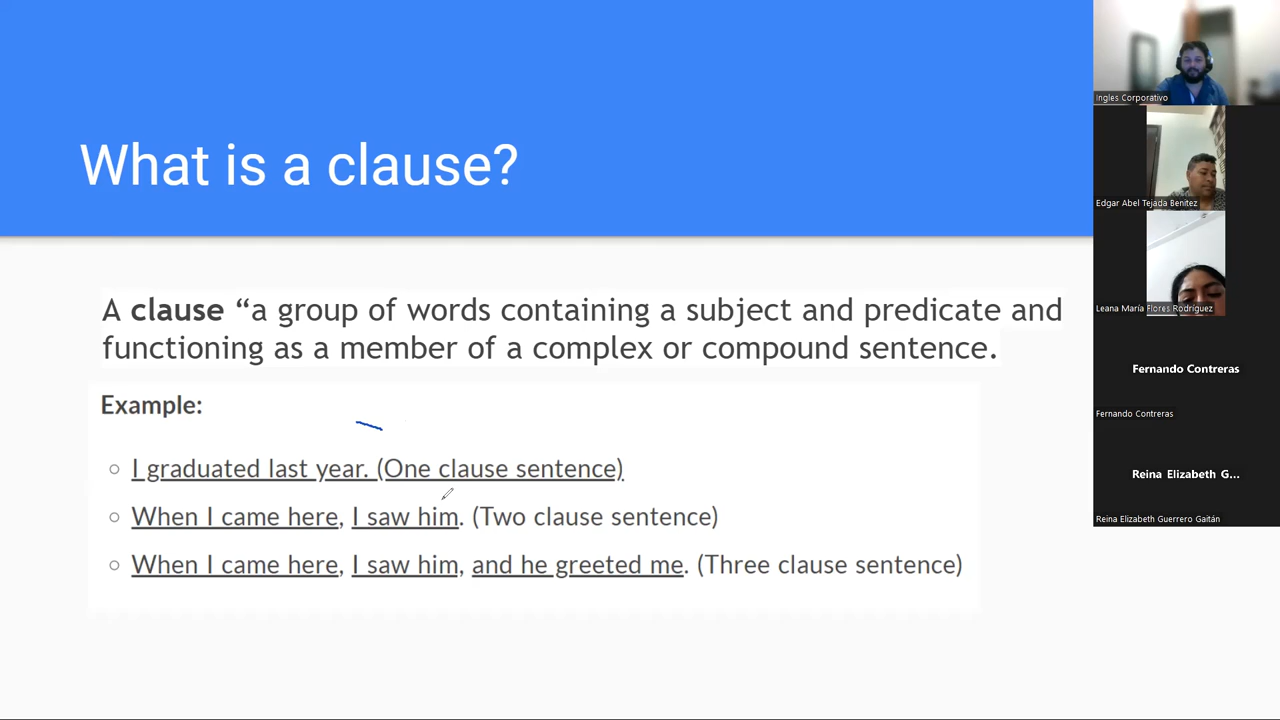 What is a clause?
A clause “a group of words containing a subject and predicate and
functioning as a member of a complex or compound sentence.
Example:
I graduated last year. (One clause sentence)
When I came here, I saw him. (Two clause sentence)
When I came here, I saw him, and he greeted me. (Three clause sentence)
Ingles Corporativo
Edgar Abel Tejada Benitez
Leana María Flores Rodríguez
Fernando Contreras
Fernando Contreras
Reina Elizabeth G...
Reina Elizabeth Guerrero Gaitán